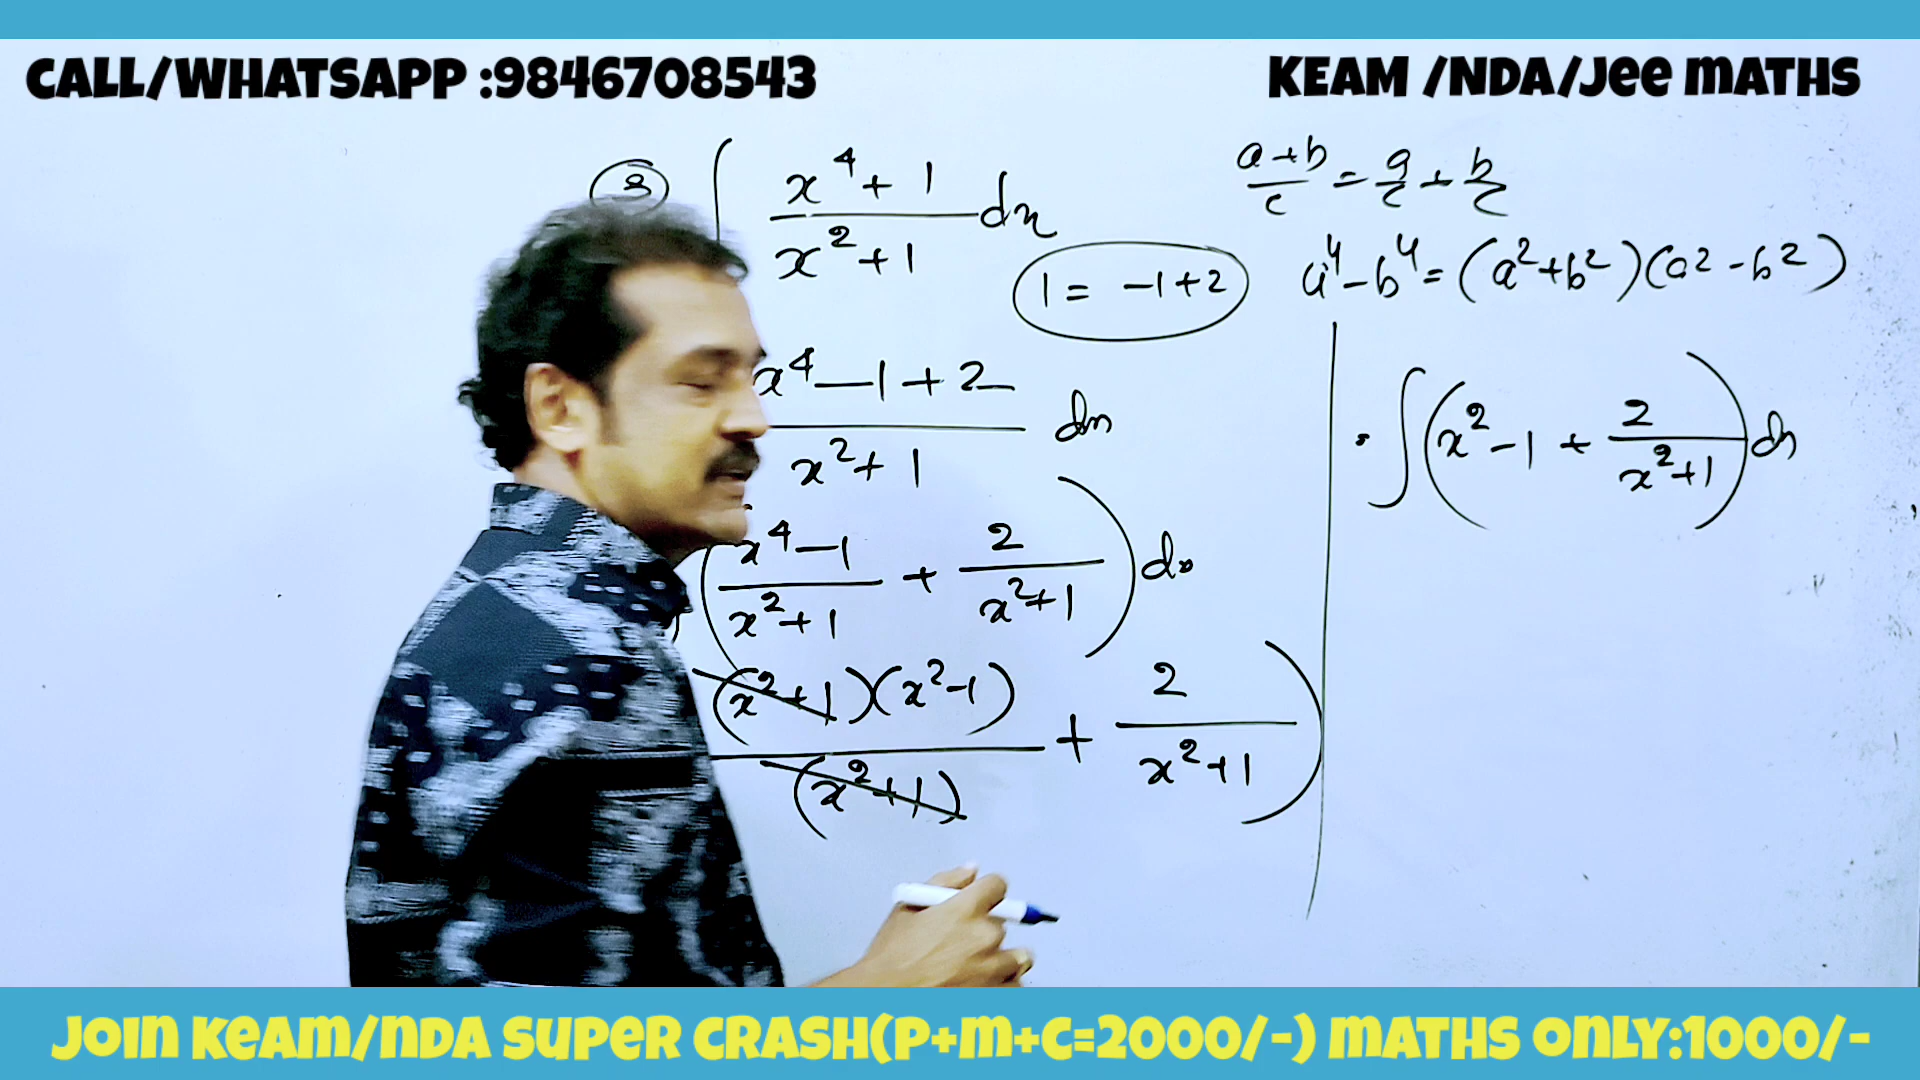 CALL/WHATSAPP :9846708543
KEAM /NDA/Jee MATHS
8 ∫ x⁴+1 / x²+1 dx
a+b / c = a/c + b/c
1 = -1+2
a⁴-b⁴ = (a²+b²)(a²-b²)
x⁴-1+2 / x²+1 dx
(x⁴-1 / x²+1 + 2 / x²+1) dx
(x²+1)(x²-1) / (x²+1) + 2 / x²+1)
∫(x²-1 + 2 / x²+1) dx
JOIN KEAM/NDA SUPER CRASH(P+M+C=2000/-) MATHS ONLY:1000/-